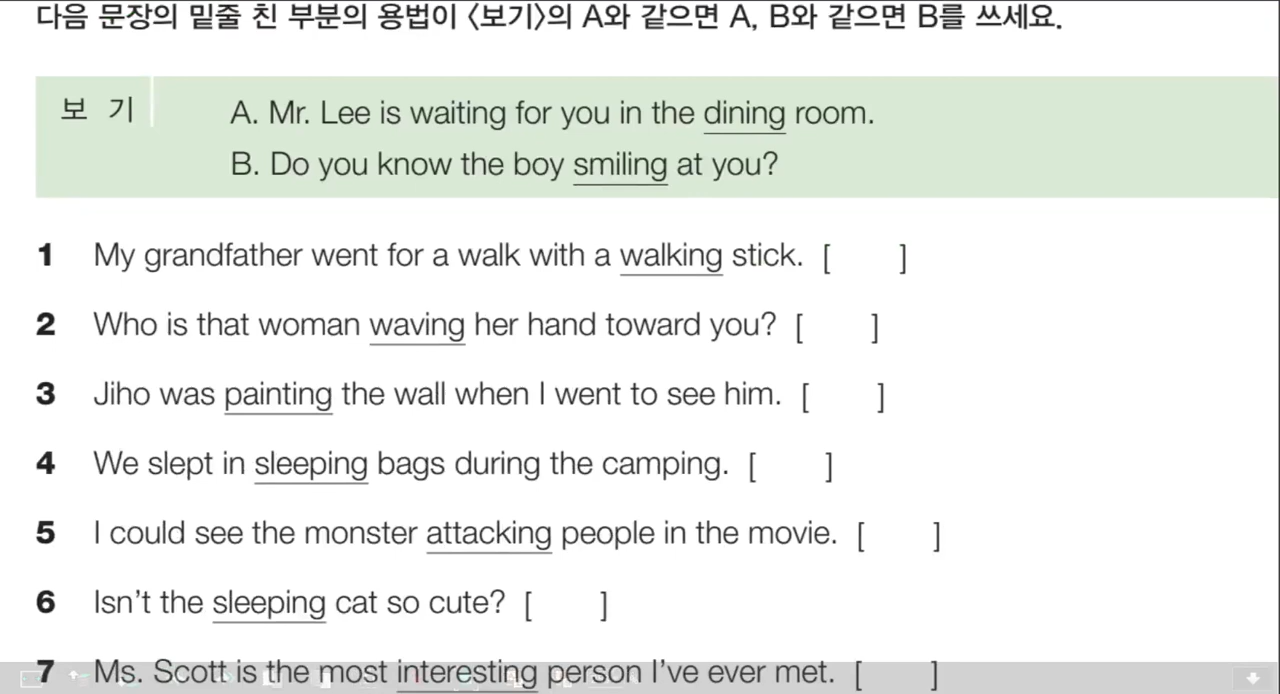 다음 문장의 밑줄 친 부분의 용법이 〈보기〉의 A와 같으면 A, B와 같으면 B를 쓰세요.
보 기
A. Mr. Lee is waiting for you in the dining room.
B. Do you know the boy smiling at you?
1 My grandfather went for a walk with a walking stick. [ ]
2 Who is that woman waving her hand toward you? [ ]
3 Jiho was painting the wall when I went to see him. [ ]
4 We slept in sleeping bags during the camping. [ ]
5 I could see the monster attacking people in the movie. [ ]
6 Isn't the sleeping cat so cute? [ ]
7 Ms. Scott is the most interesting person I've ever met. [ ]